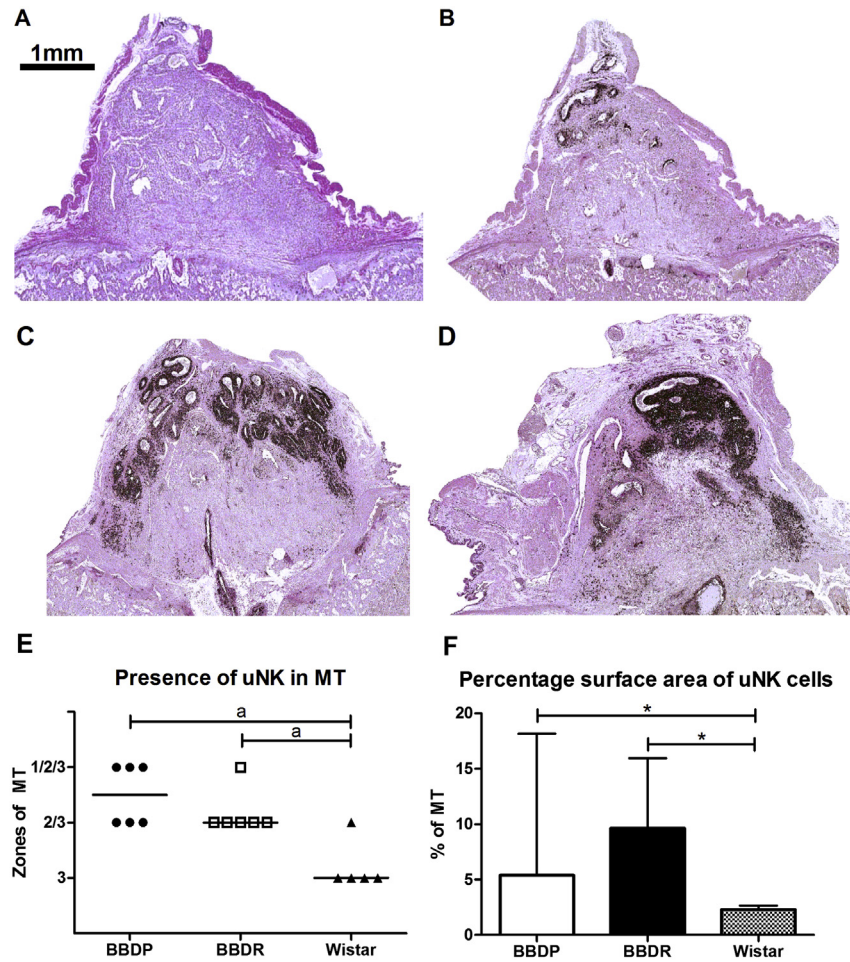 A
B
1mm
C
D
E
F
Presence of uNK in MT
Percentage surface area of uNK cells
a
a
1/2/3
2/3
3
Zones of MT
BBDP
BBDR
Wistar
*
*
20
15
10
5
0
% of MT
BBDP
BBDR
Wistar